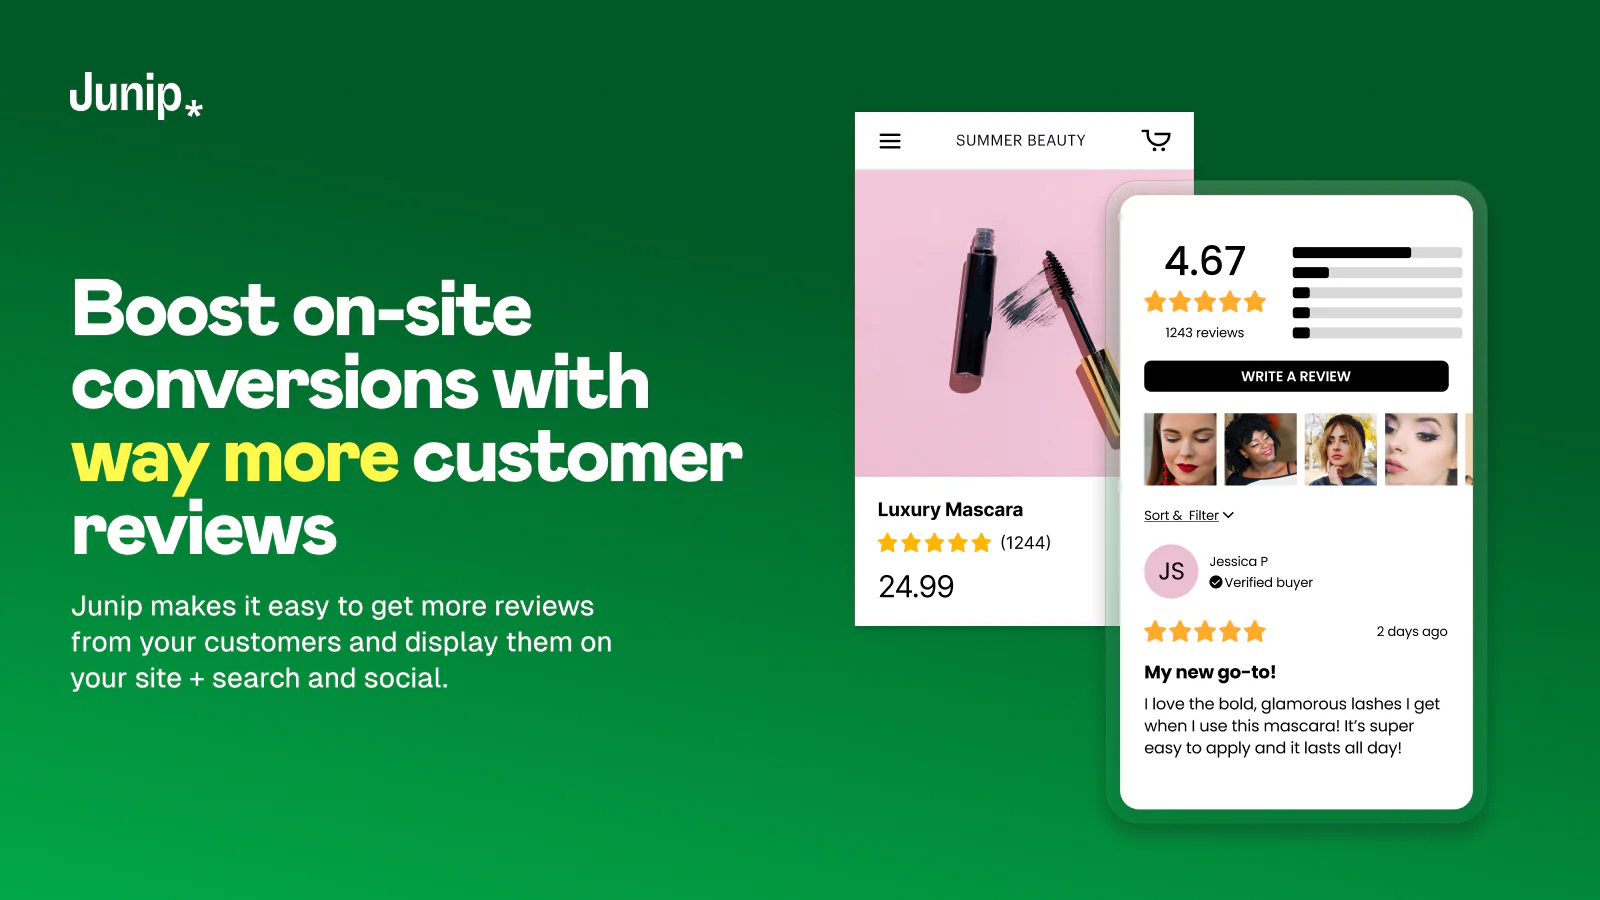 Junip*
Boost on-site
conversions with
way more customer
reviews
Junip makes it easy to get more reviews
from your customers and display them on
your site + search and social.
SUMMER BEAUTY
Luxury Mascara
(1244)
24.99
4.67
1243 reviews
WRITE A REVIEW
Sort & Filter
JS
Jessica P
Verified buyer
2 days ago
My new go-to!
I love the bold, glamorous lashes I get
when I use this mascara! It's super
easy to apply and it lasts all day!